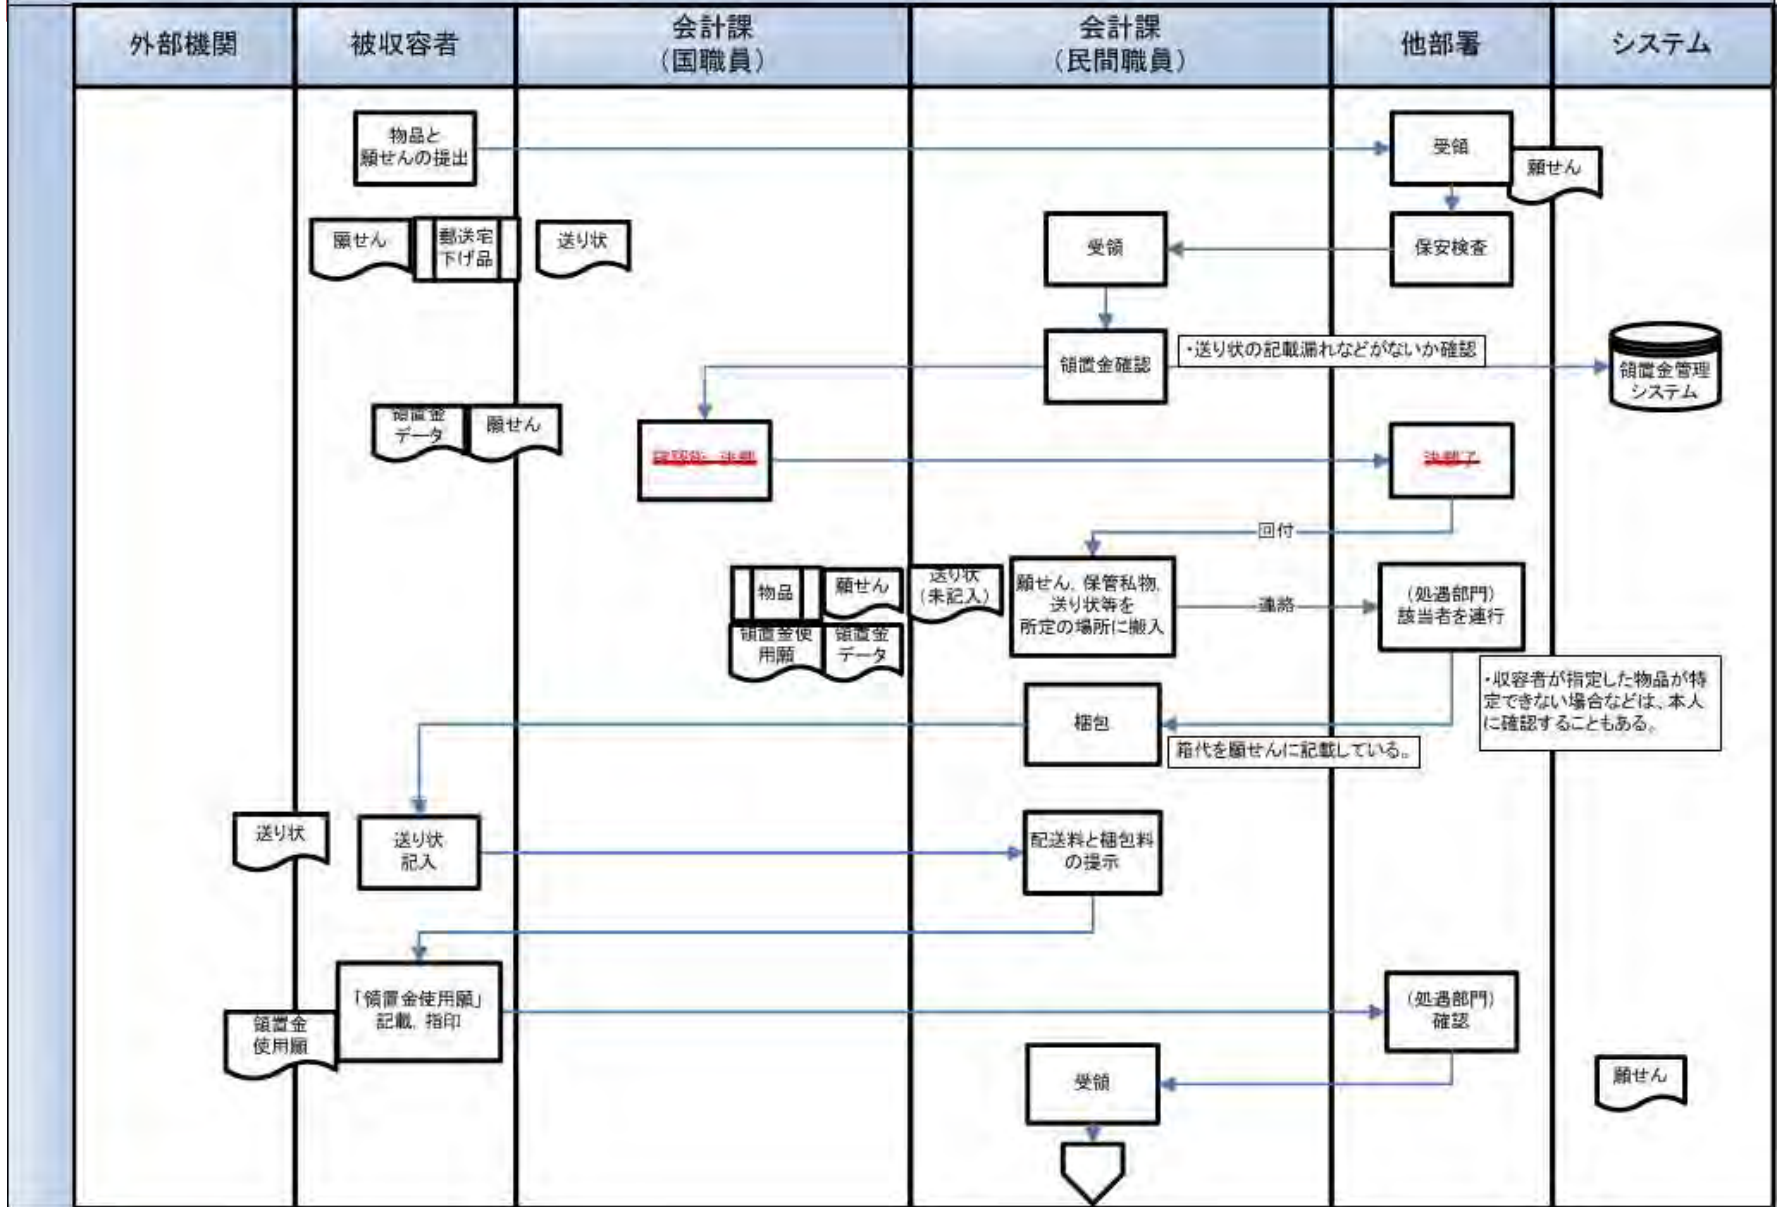 外部機関
被収容者
会計課
（国職員）
会計課
（民間職員）
他部署
システム
物品と
願せんの提出
受領
願せん
願せん
郵送宅
下げ品
送り状
受領
保安検査
領置金確認
・送り状の記載漏れなどがないか確認
領置金管理
システム
領置金
データ
願せん
決裁了
回付
物品
願せん
送り状
（未記入）
願せん、保管私物、
送り状等を
所定の場所に搬入
連絡
（処遇部門）
該当者を連行
領置金使
用願
領置金
データ
・収容者が指定した物品が特
定できない場合などは、本人
に確認することもある。
梱包
箱代を願せんに記載している。
送り状
送り状
記入
配送料と梱包料
の提示
「領置金使用願」
記載、指印
領置金
使用願
（処遇部門）
確認
受領
願せん